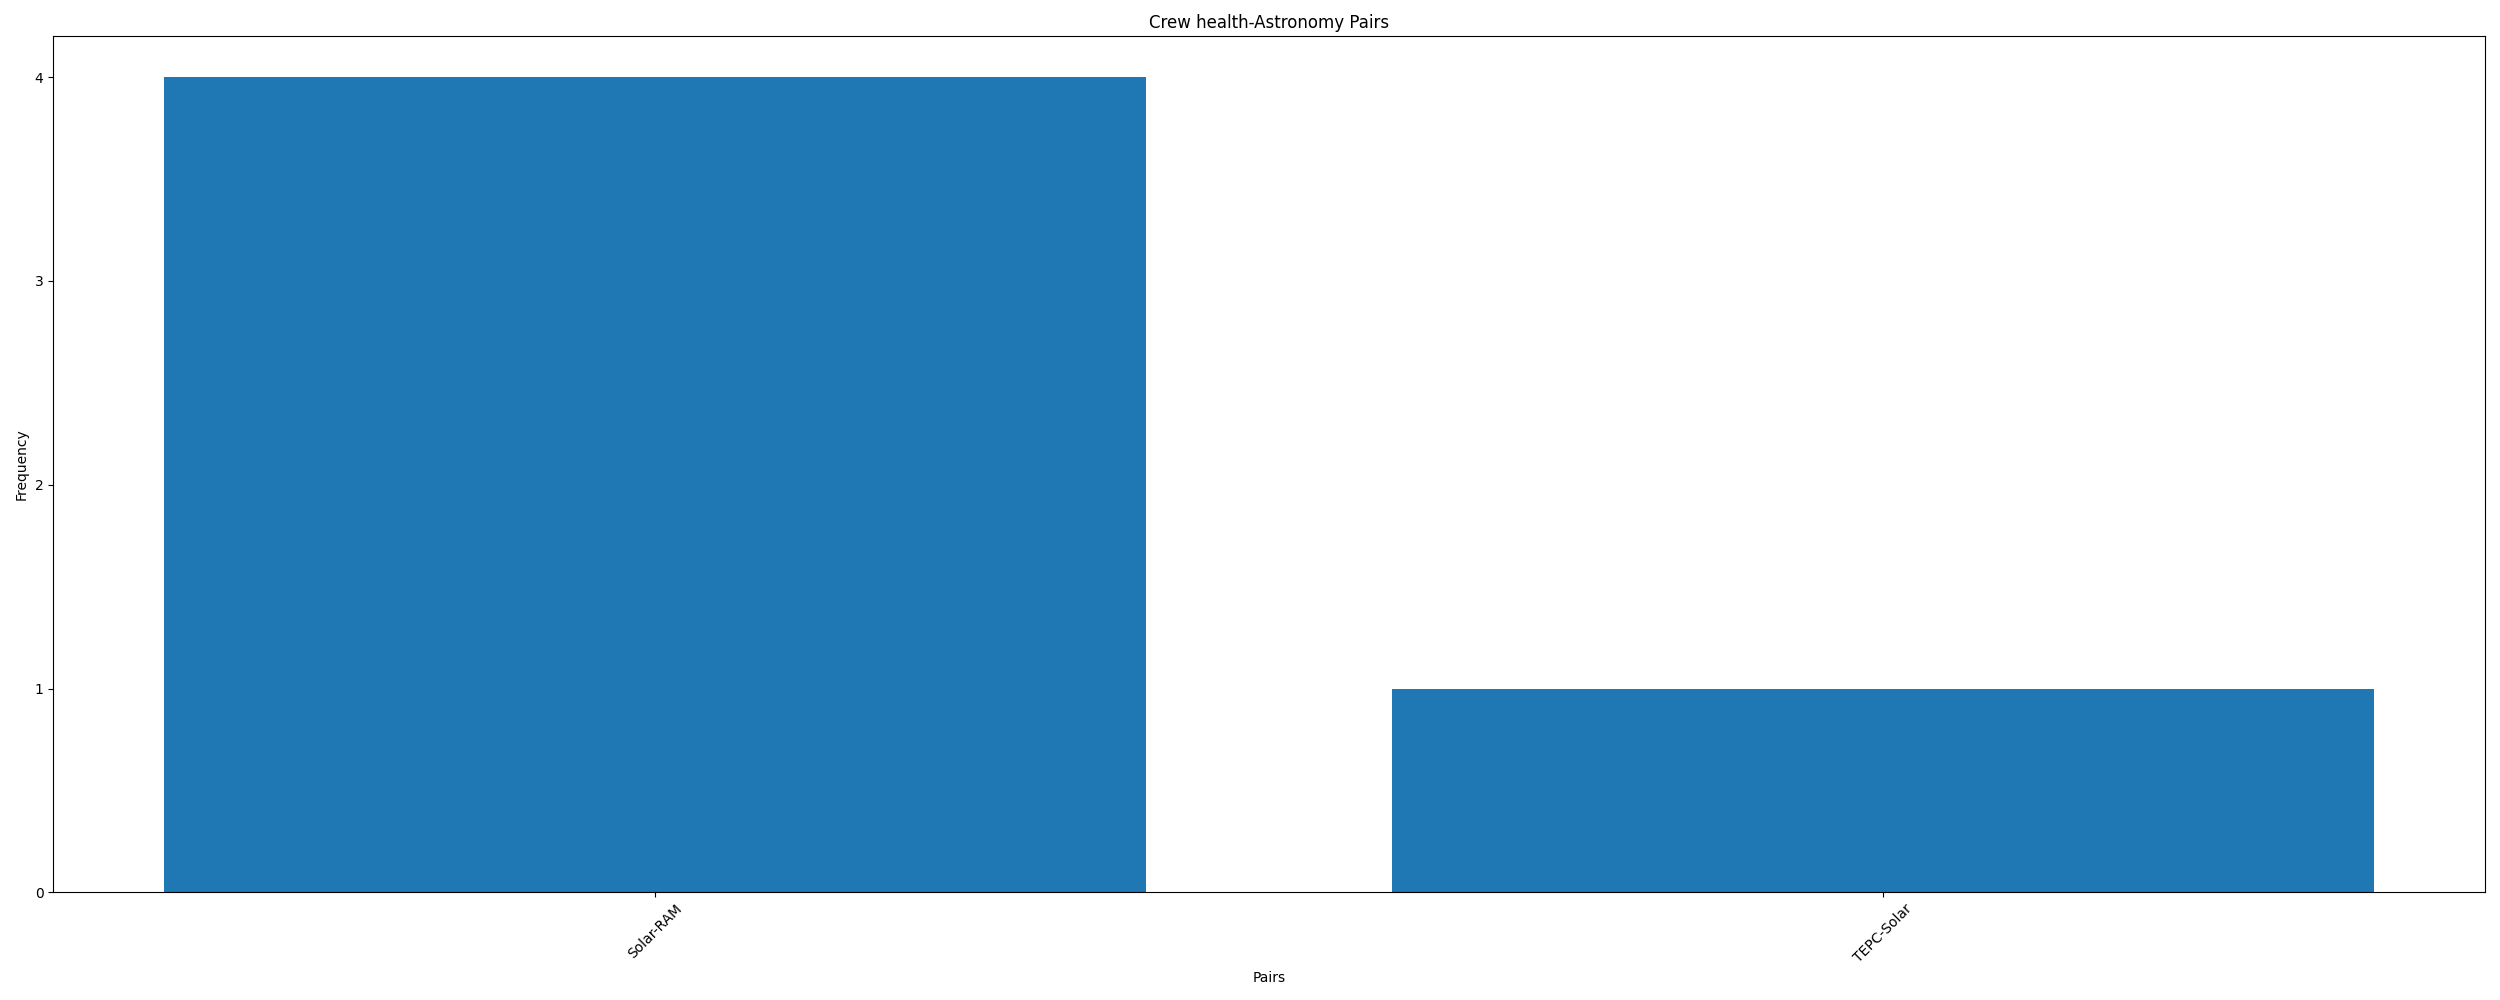 Crew health-Astronomy Pairs
Frequency
4
3
2
1
0
Solar-RAM
TEPC-Solar
Pairs